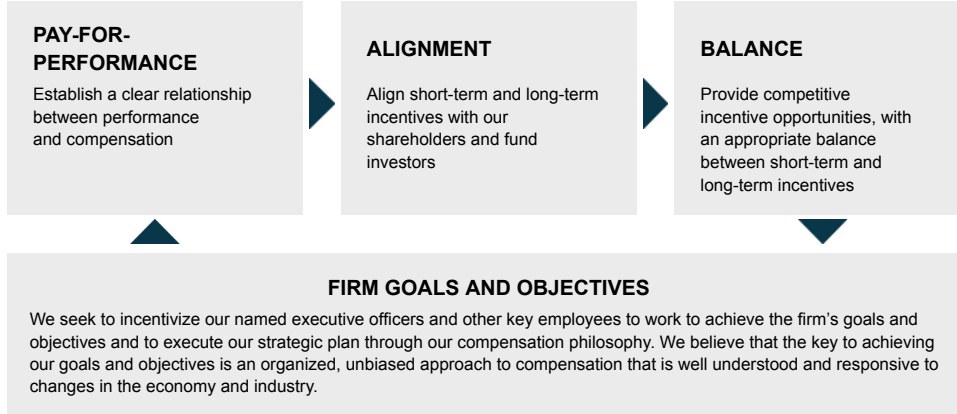 PAY-FOR-
PERFORMANCE
Establish a clear relationship
between performance
and compensation
ALIGNMENT
Align short-term and long-term
incentives with our
shareholders and fund
investors
BALANCE
Provide competitive
incentive opportunities, with
an appropriate balance
between short-term and
long-term incentives
FIRM GOALS AND OBJECTIVES
We seek to incentivize our named executive officers and other key employees to work to achieve the firm’s goals and
objectives and to execute our strategic plan through our compensation philosophy. We believe that the key to achieving
our goals and objectives is an organized, unbiased approach to compensation that is well understood and responsive to
changes in the economy and industry.